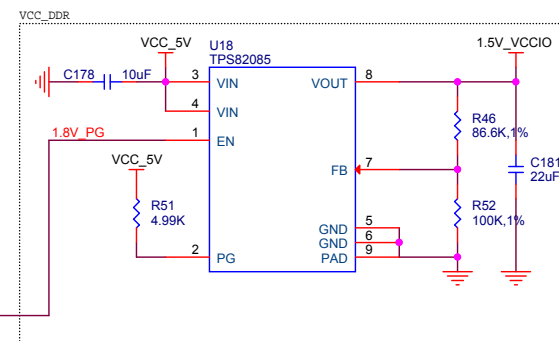 VCC_DDR
VCC_5V
U18
TPS82085
1.5V_VCCIO
C178
10uF
3
VIN
VOUT
8
4
VIN
R46
86.6K,1%
1.8V_PG
1
EN
VCC_5V
FB
7
C181
22uF
R51
4.99K
R52
100K,1%
GND
5
GND
6
2
PG
PAD
9